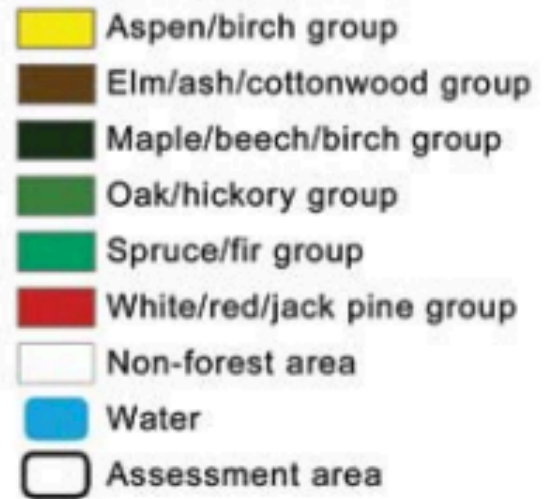 Aspen/birch group
Elm/ash/cottonwood group
Maple/beech/birch group
Oak/hickory group
Spruce/fir group
White/red/jack pine group
Non-forest area
Water
Assessment area